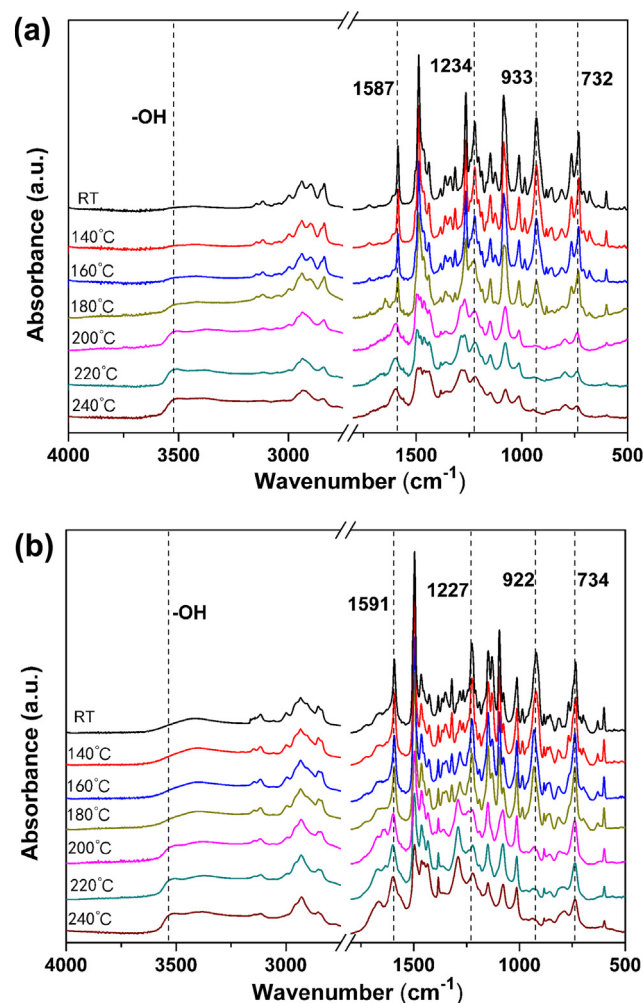 (a)
1587
1234
933
732
-OH
RT
140°C
160°C
180°C
200°C
220°C
240°C
Absorbance (a.u.)
4000
3500
3000
1500
1000
500
Wavenumber (cm⁻¹)
(b)
1591
1227
922
734
-OH
RT
140°C
160°C
180°C
200°C
220°C
240°C
Absorbance (a.u.)
4000
3500
3000
1500
1000
500
Wavenumber (cm⁻¹)